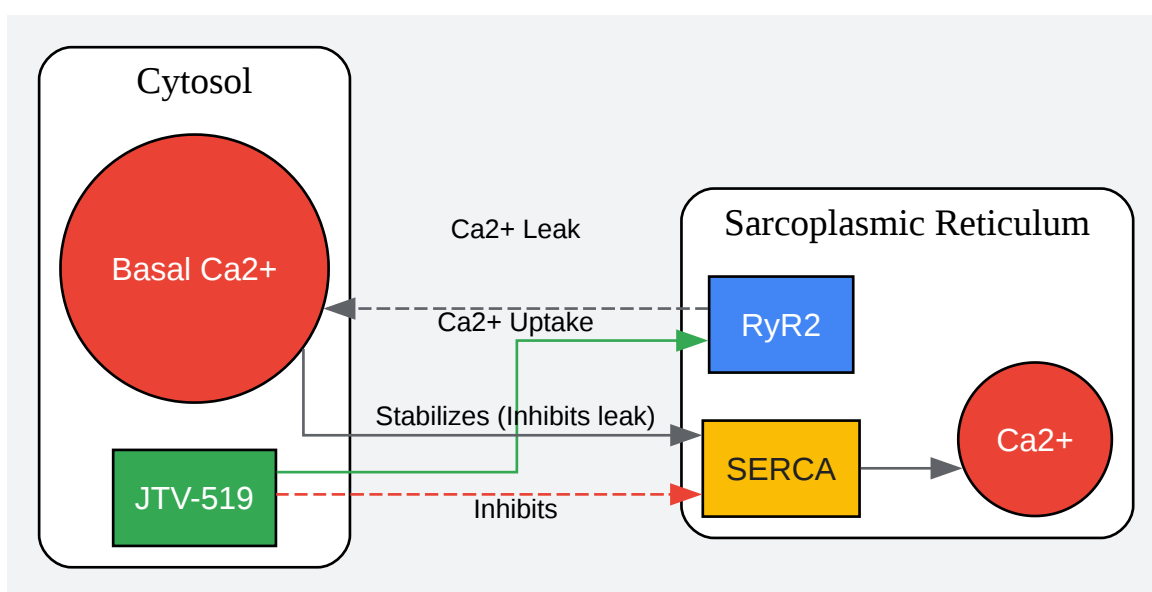 Cytosol
Basal Ca2+
JTV-519
Ca2+ Leak
Ca2+ Uptake
Stabilizes (Inhibits leak)
Inhibits
Sarcoplasmic Reticulum
RyR2
SERCA
Ca2+